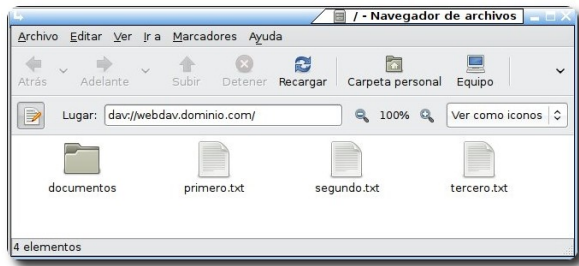 / - Navegador de archivos
Archivo Editar Ver Ir a Marcadores Ayuda
Atrás Adelante Subir Detener Recargar Carpeta personal Equipo
Lugar: dav://webdav.dominio.com/ 100% Ver como iconos
documentos primero.txt segundo.txt tercero.txt
4 elementos